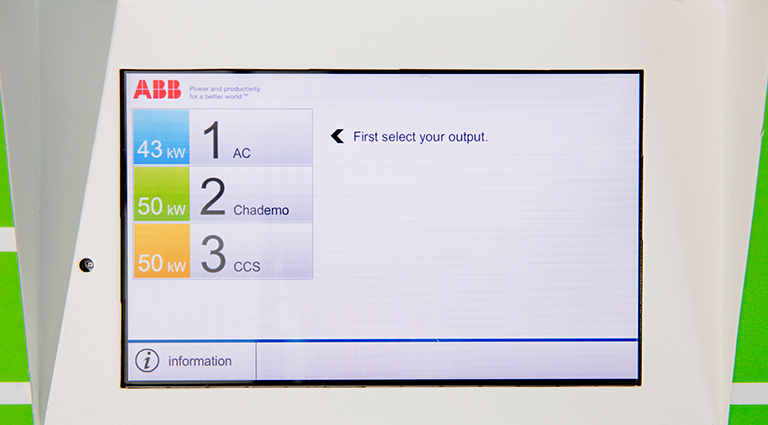 ABB
Power and productivity
for a better world™
43 kW 1 AC
First select your output.
50 kW 2 Chademo
50 kW 3 CCS
i information